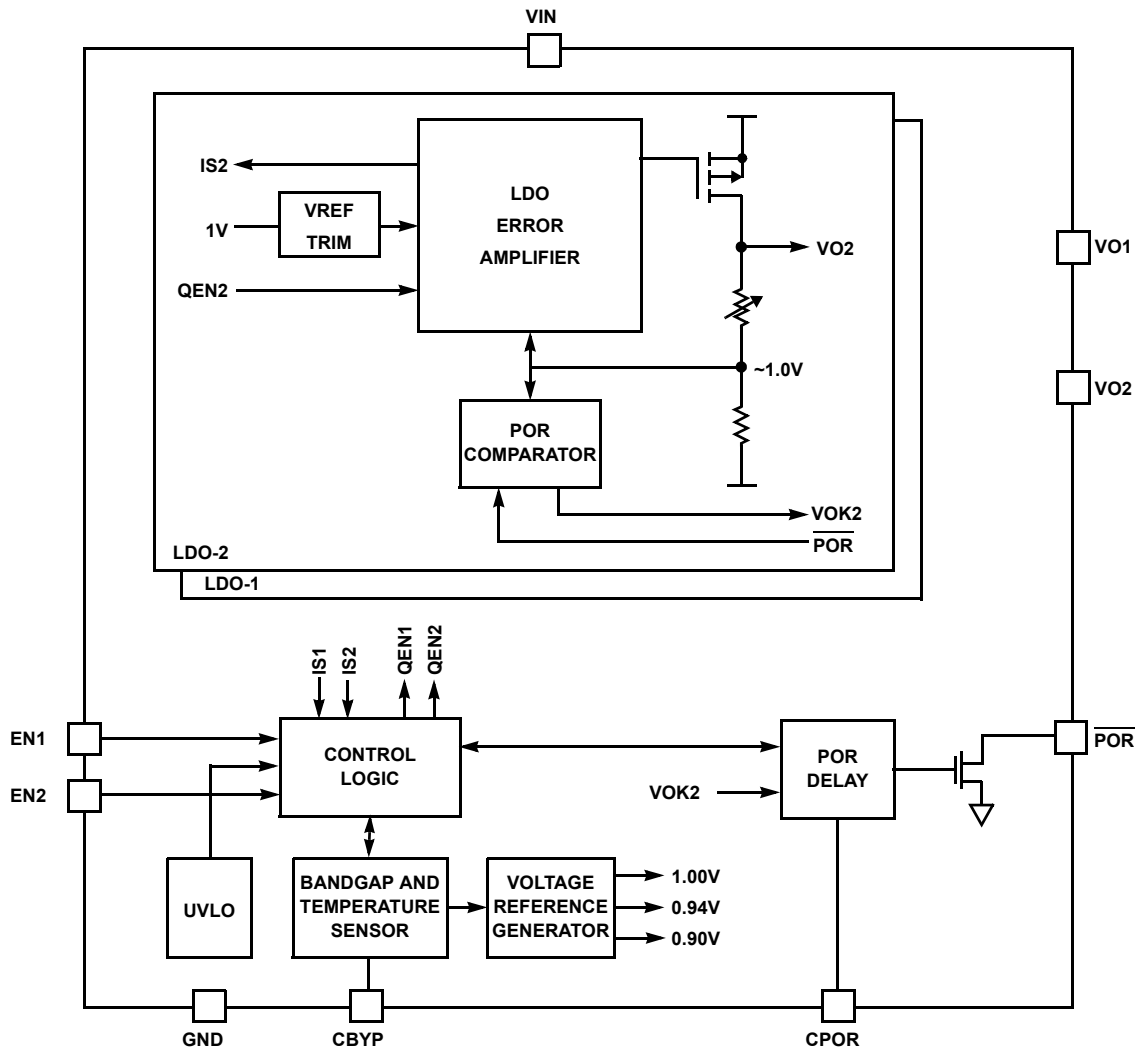 VIN
IS2
1V
VREF
TRIM
QEN2
LDO
ERROR
AMPLIFIER
VO2
~1.0V
POR
COMPARATOR
VOK2
POR
LDO-2
LDO-1
VO1
VO2
IS1
IS2
QEN1
QEN2
EN1
EN2
CONTROL
LOGIC
UVLO
BANDGAP AND
TEMPERATURE
SENSOR
VOLTAGE
REFERENCE
GENERATOR
1.00V
0.94V
0.90V
VOK2
POR
DELAY
POR
GND
CBYP
CPOR